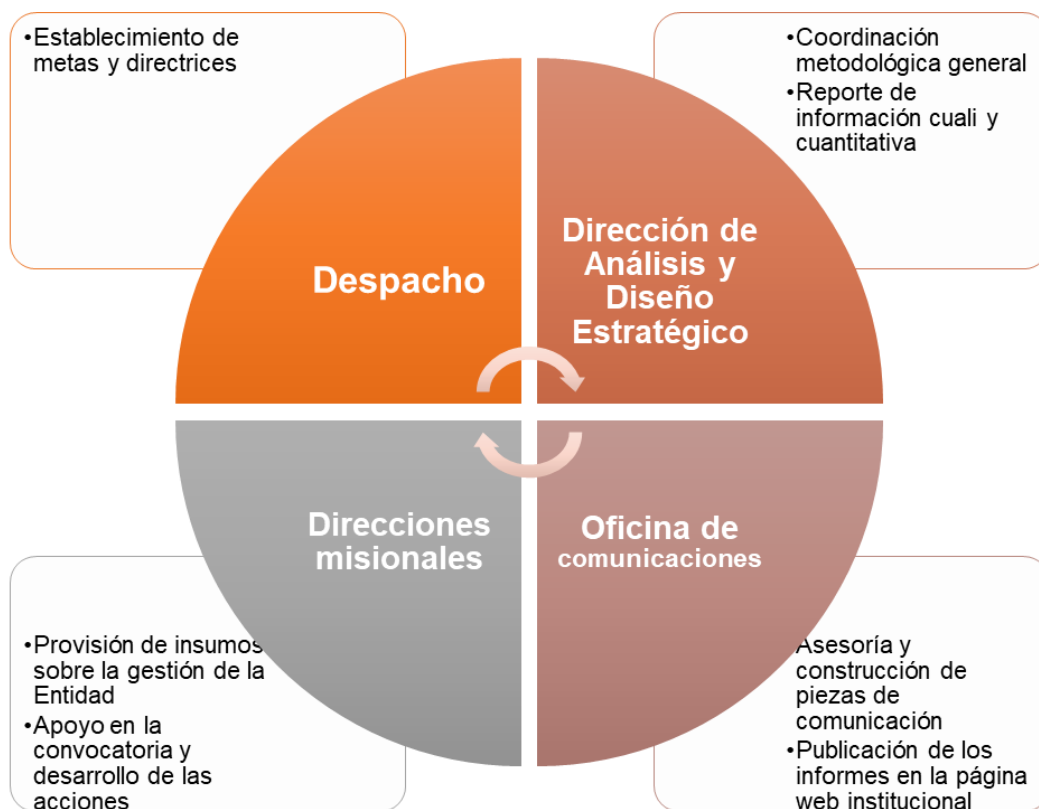 •Establecimiento de
metas y directrices
•Coordinación
metodológica general
•Reporte de
información cuali y
cuantitativa
Despacho
Dirección de
Análisis y
Diseño
Estratégico
Direcciones
misionales
Oficina de
comunicaciones
•Provisión de insumos
sobre la gestión de la
Entidad
•Apoyo en la
convocatoria y
desarrollo de las
acciones
Asesoría y
construcción de
piezas de
comunicación
•Publicación de los
informes en la página
web institucional